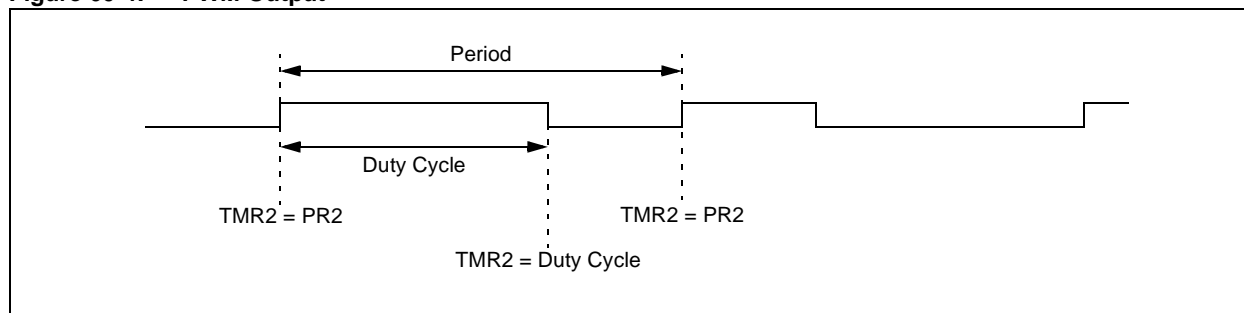 Period
Duty Cycle
TMR2 = PR2
TMR2 = PR2
TMR2 = Duty Cycle